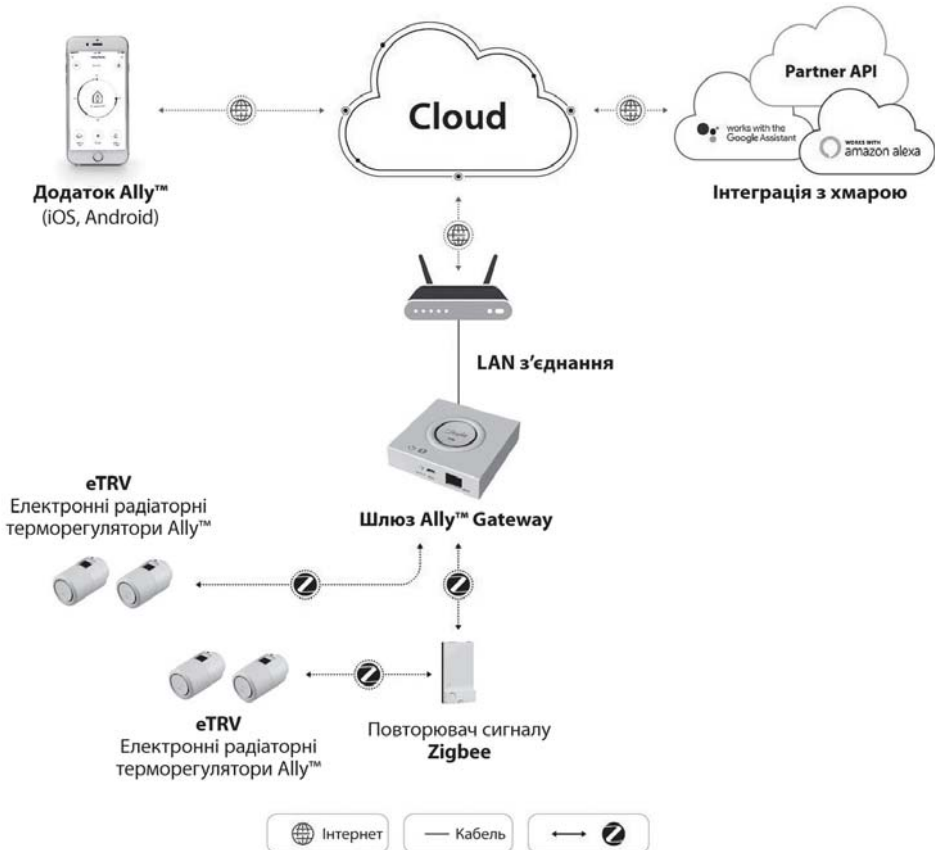 Cloud
Partner API
works with the
Google Assistant
WORKS WITH
amazon alexa
Додаток Ally™
(iOS, Android)
Інтеграція з хмарою
LAN з’єднання
eTRV
Електронні радіаторні
терморегулятори Ally™
Шлюз Ally™ Gateway
eTRV
Електронні радіаторні
терморегулятори Ally™
Повторювач сигналу
Zigbee
Інтернет
Кабель